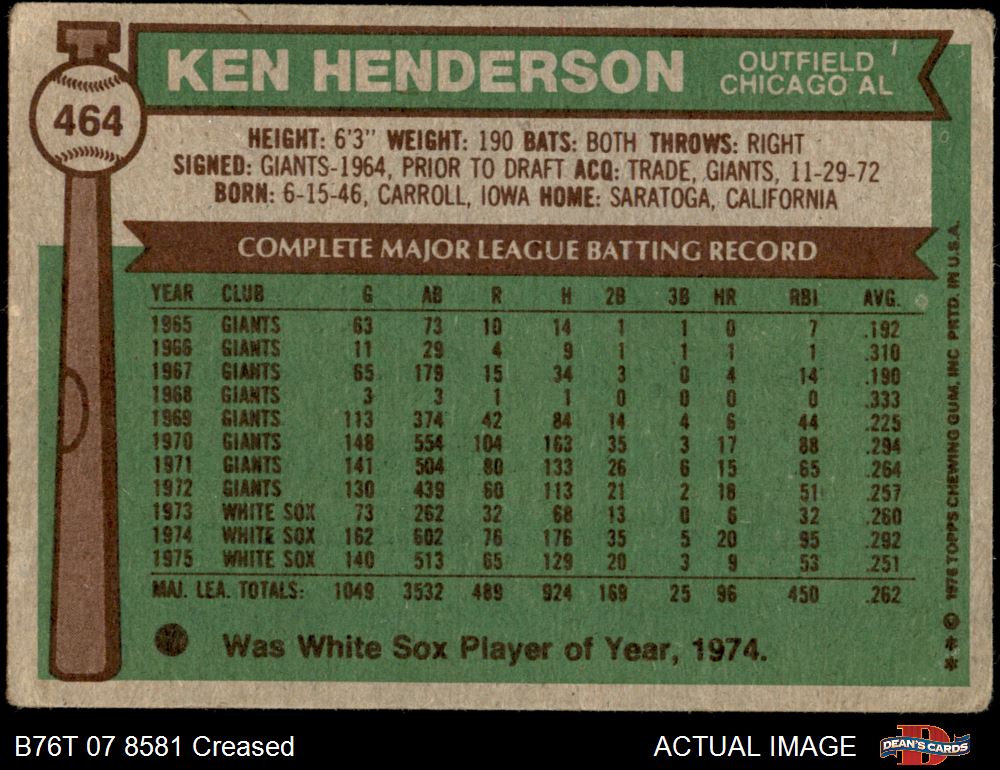 464
KEN HENDERSON
OUTFIELD
CHICAGO AL
HEIGHT: 6'3" WEIGHT: 190 BATS: BOTH THROWS: RIGHT
SIGNED: GIANTS-1964, PRIOR TO DRAFT ACQ: TRADE, GIANTS, 11-29-72
BORN: 6-15-46, CARROLL, IOWA HOME: SARATOGA, CALIFORNIA
COMPLETE MAJOR LEAGUE BATTING RECORD
YEAR CLUB G AB R H 2B 3B HR RBI AVG.
1965 GIANTS 63 73 10 14 1 1 0 7 .192
1966 GIANTS 11 29 4 9 1 1 1 1 .310
1967 GIANTS 65 179 15 34 3 0 4 14 .190
1968 GIANTS 3 3 1 1 0 0 0 0 .333
1969 GIANTS 113 374 42 84 14 4 6 44 .225
1970 GIANTS 148 554 104 163 35 3 17 88 .294
1971 GIANTS 141 504 80 133 26 6 15 65 .264
1972 GIANTS 130 439 60 113 21 2 18 51 .257
1973 WHITE SOX 73 262 32 68 13 0 6 32 .260
1974 WHITE SOX 162 602 76 176 35 5 20 95 .292
1975 WHITE SOX 140 513 65 129 20 3 9 53 .251
MAJ. LEA. TOTALS: 1049 3532 489 924 169 25 96 450 .262
Was White Sox Player of Year, 1974.
** © 1976 TOPPS CHEWING GUM, INC PRTD. IN U.S.A.
B76T 07 8581 Creased
ACTUAL IMAGE
D
DEAN'S CARDS